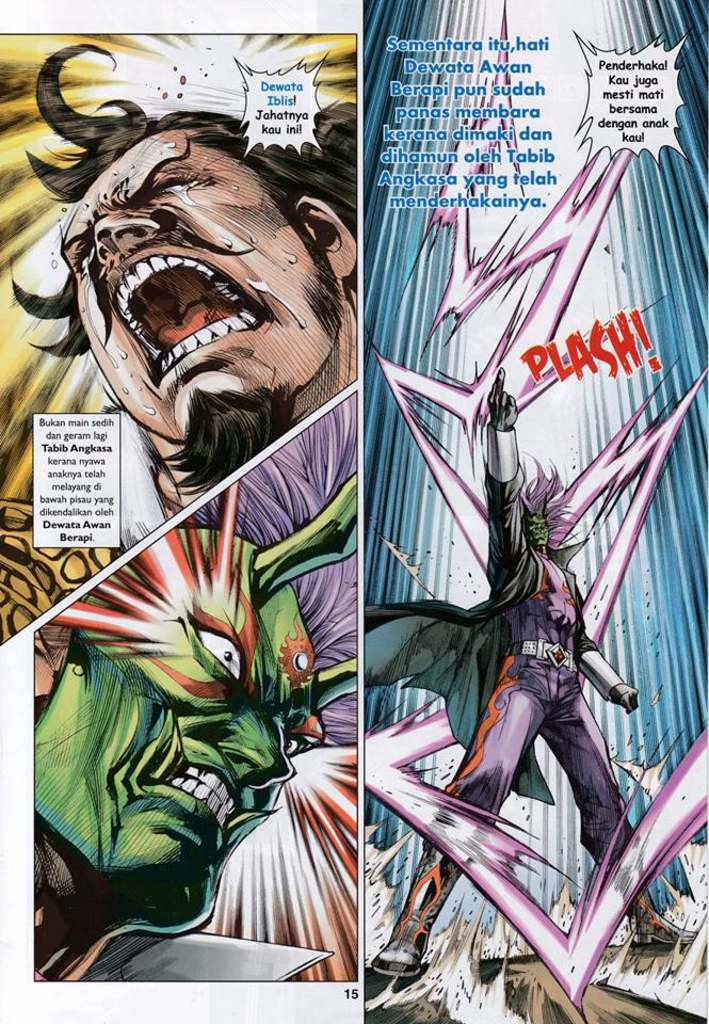 Dewata
Iblis!
Jahatnya
kau ini!
Bukan main sedih
dan geram lagi
Tabib Angkasa
kerana nyawa
anaknya telah
melayang di
bawah pisau yang
dikendalikan oleh
Dewata Awan
Berapi.
15
Sementara itu,hati
Dewata Awan
Berapi pun sudah
panas membara
kerana dimaki dan
dihamun oleh Tabib
Angkasa yang telah
menderhakainya.
Penderhaka!
Kau juga
mesti mati
bersama
dengan anak
kau!
PLASH!